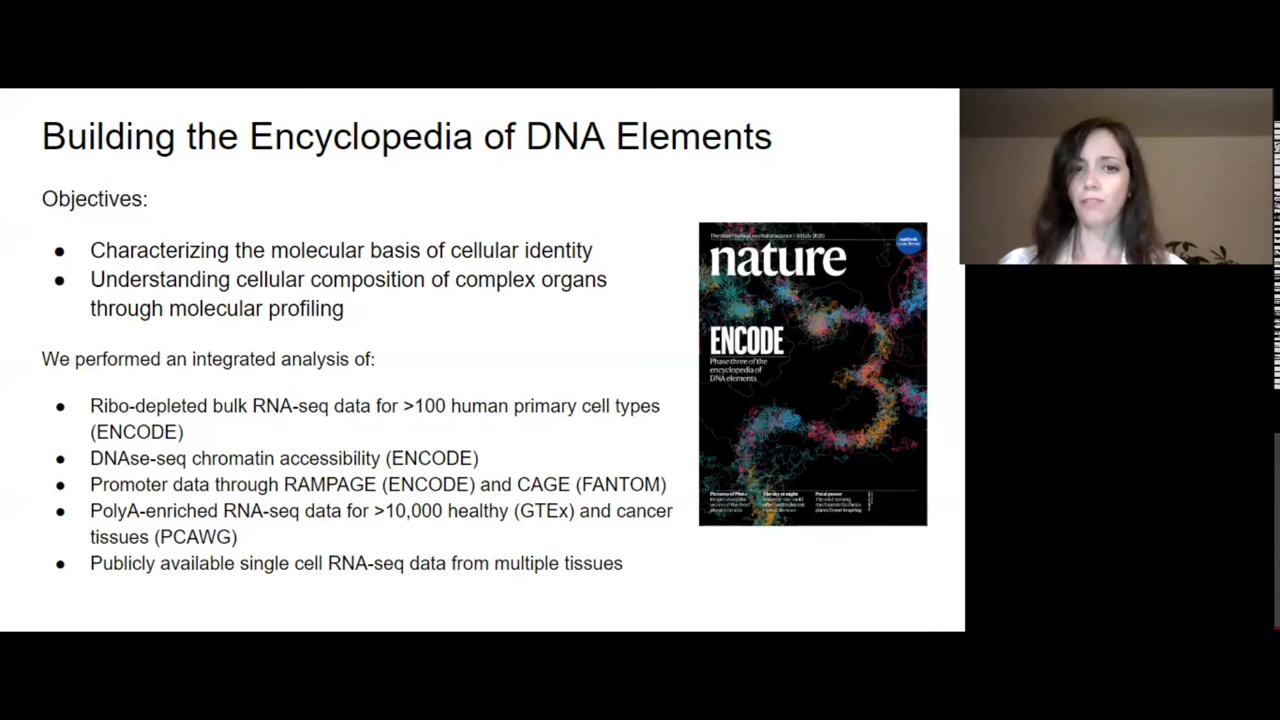 Building the Encyclopedia of DNA Elements
Objectives:
● Characterizing the molecular basis of cellular identity
● Understanding cellular composition of complex organs
through molecular profiling
We performed an integrated analysis of:
● Ribo-depleted bulk RNA-seq data for >100 human primary cell types
(ENCODE)
● DNAse-seq chromatin accessibility (ENCODE)
● Promoter data through RAMPAGE (ENCODE) and CAGE (FANTOM)
● PolyA-enriched RNA-seq data for >10,000 healthy (GTEx) and cancer
tissues (PCAWG)
● Publicly available single cell RNA-seq data from multiple tissues
nature
ENCODE
Phase three of the
encyclopedia of
DNA elements